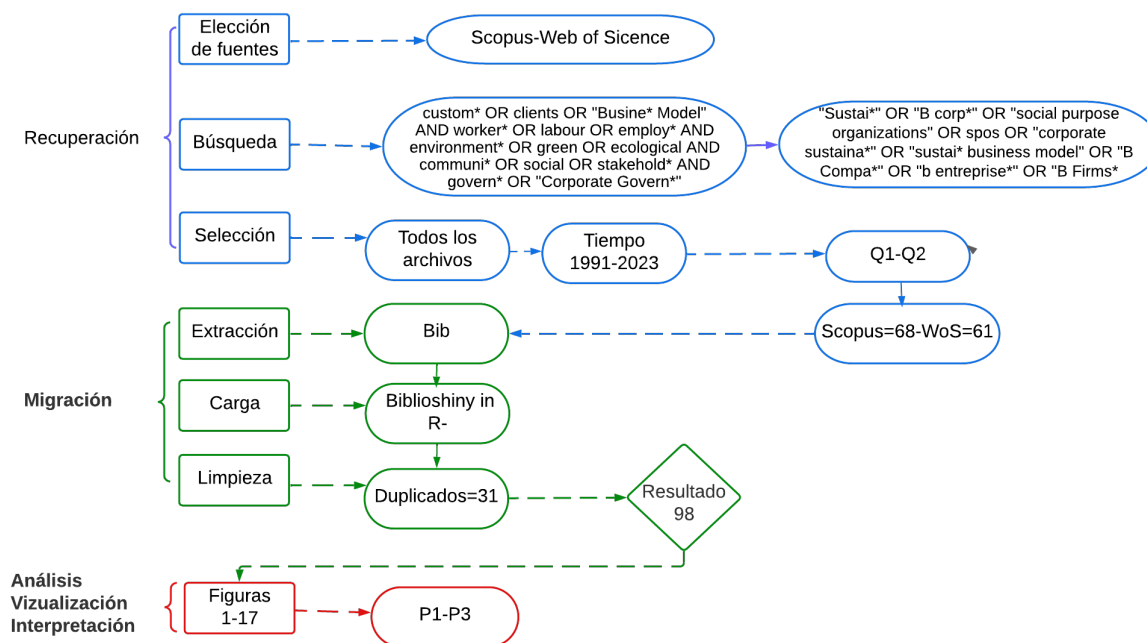 Elección
de fuentes
Scopus-Web of Sicence
Recuperación
Búsqueda
custom* OR clients OR "Busine* Model"
AND worker* OR labour OR employ* AND
environment* OR green OR ecological AND
communi* OR social OR stakehold* AND
govern* OR "Corporate Govern*"
"Sustai*" OR "B corp*" OR "social purpose
organizations" OR spos OR "corporate
sustaina*" OR "sustai* business model" OR "B
Compa*" OR "b entreprise*" OR "B Firms*
Selección
Todos los
archivos
Tiempo
1991-2023
Q1-Q2
Scopus=68-WoS=61
Migración
Extracción
Bib
Carga
Biblioshiny in
R-
Limpieza
Duplicados=31
Resultado
98
Análisis
Vizualización
Interpretación
Figuras
1-17
P1-P3